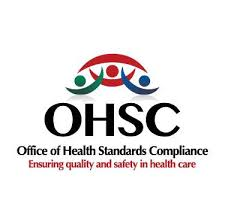 OHSC
Office of Health Standards Compliance
Ensuring quality and safety in health care